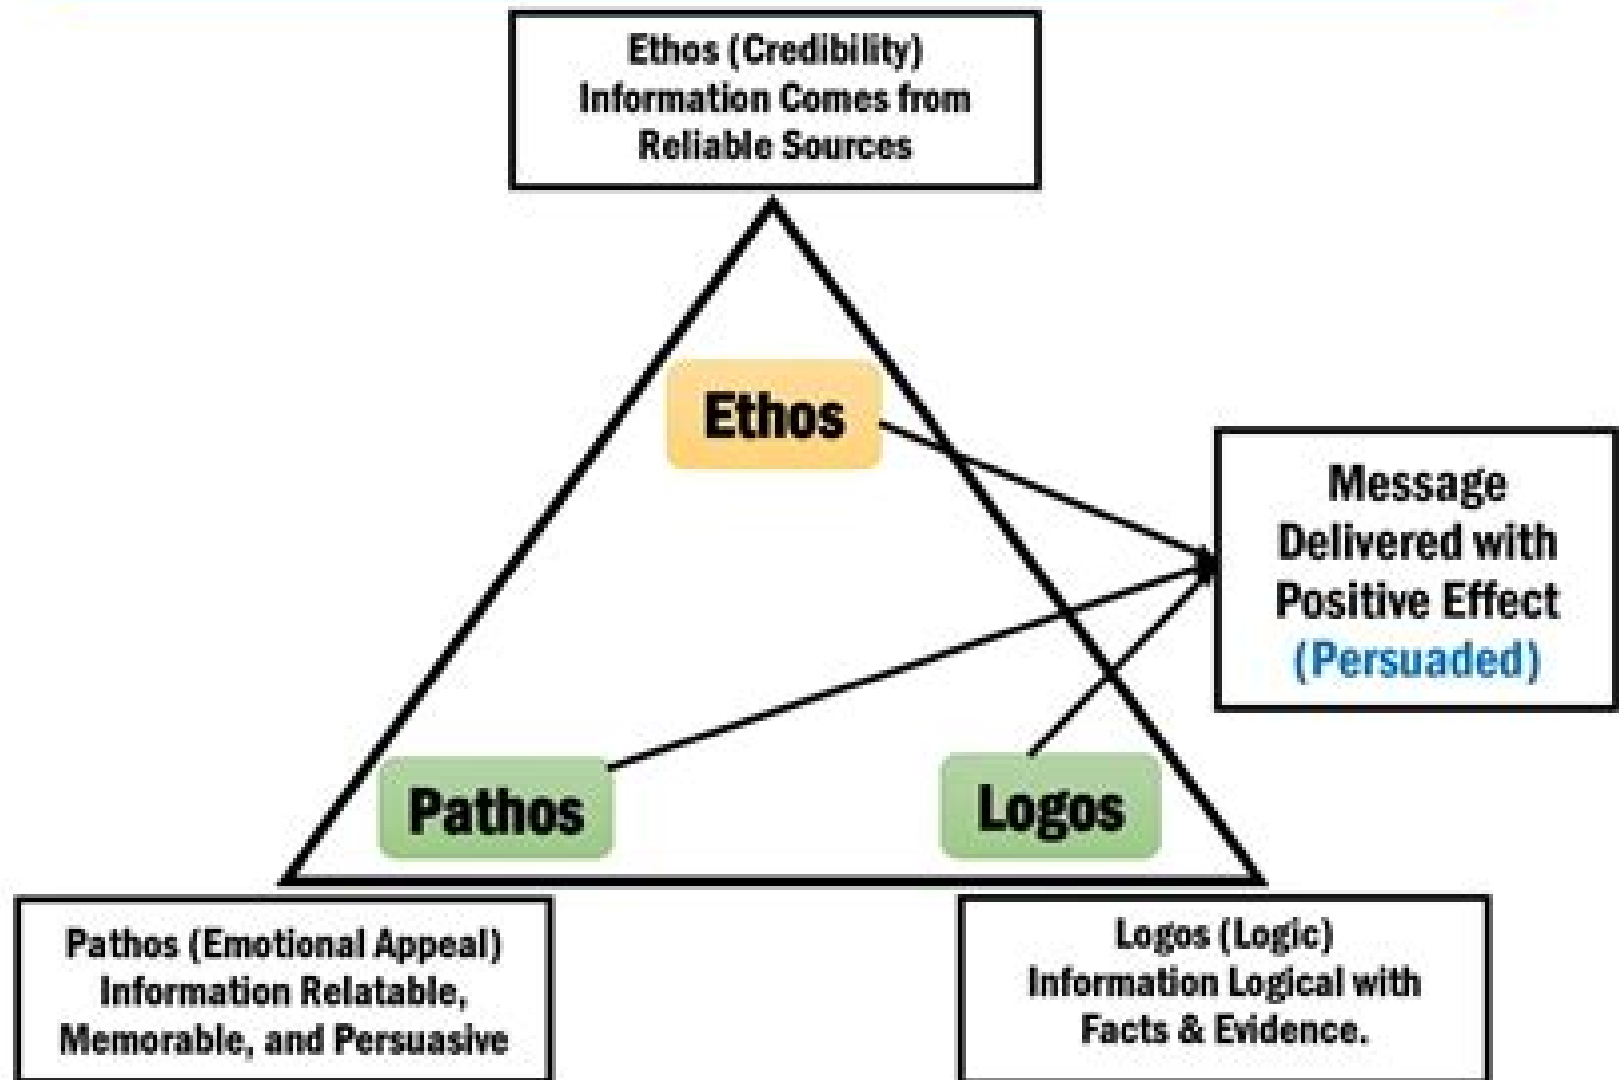 Ethos (Credibility)
Information Comes from
Reliable Sources
Ethos
Message
Delivered with
Positive Effect
(Persuaded)
Pathos
Logos
Pathos (Emotional Appeal)
Information Relatable,
Memorable, and Persuasive
Logos (Logic)
Information Logical with
Facts & Evidence.